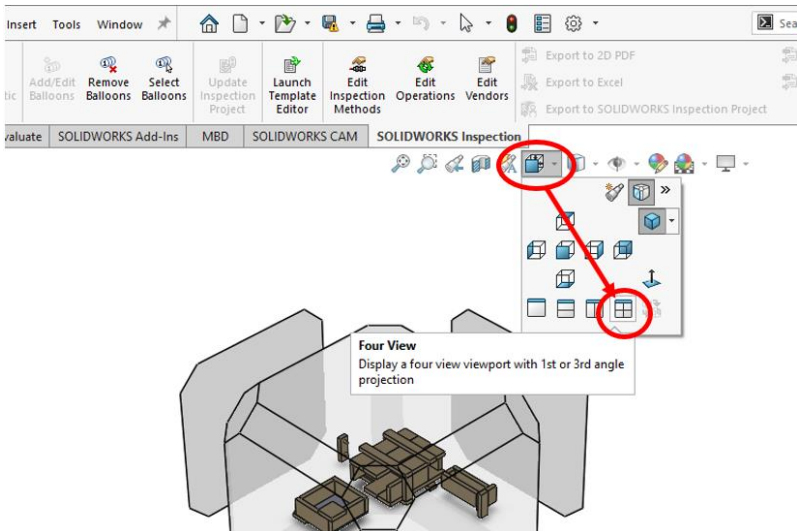 Insert Tools Window
Sea
Add/Edit Balloons
Remove Balloons
Select Balloons
Update Inspection Project
Launch Template Editor
Edit Inspection Methods
Edit Operations
Edit Vendors
Export to 2D PDF
Export to Excel
Export to SOLIDWORKS Inspection Project
tic
valuate SOLIDWORKS Add-Ins MBD SOLIDWORKS CAM SOLIDWORKS Inspection
Four View
Display a four view viewport with 1st or 3rd angle
projection